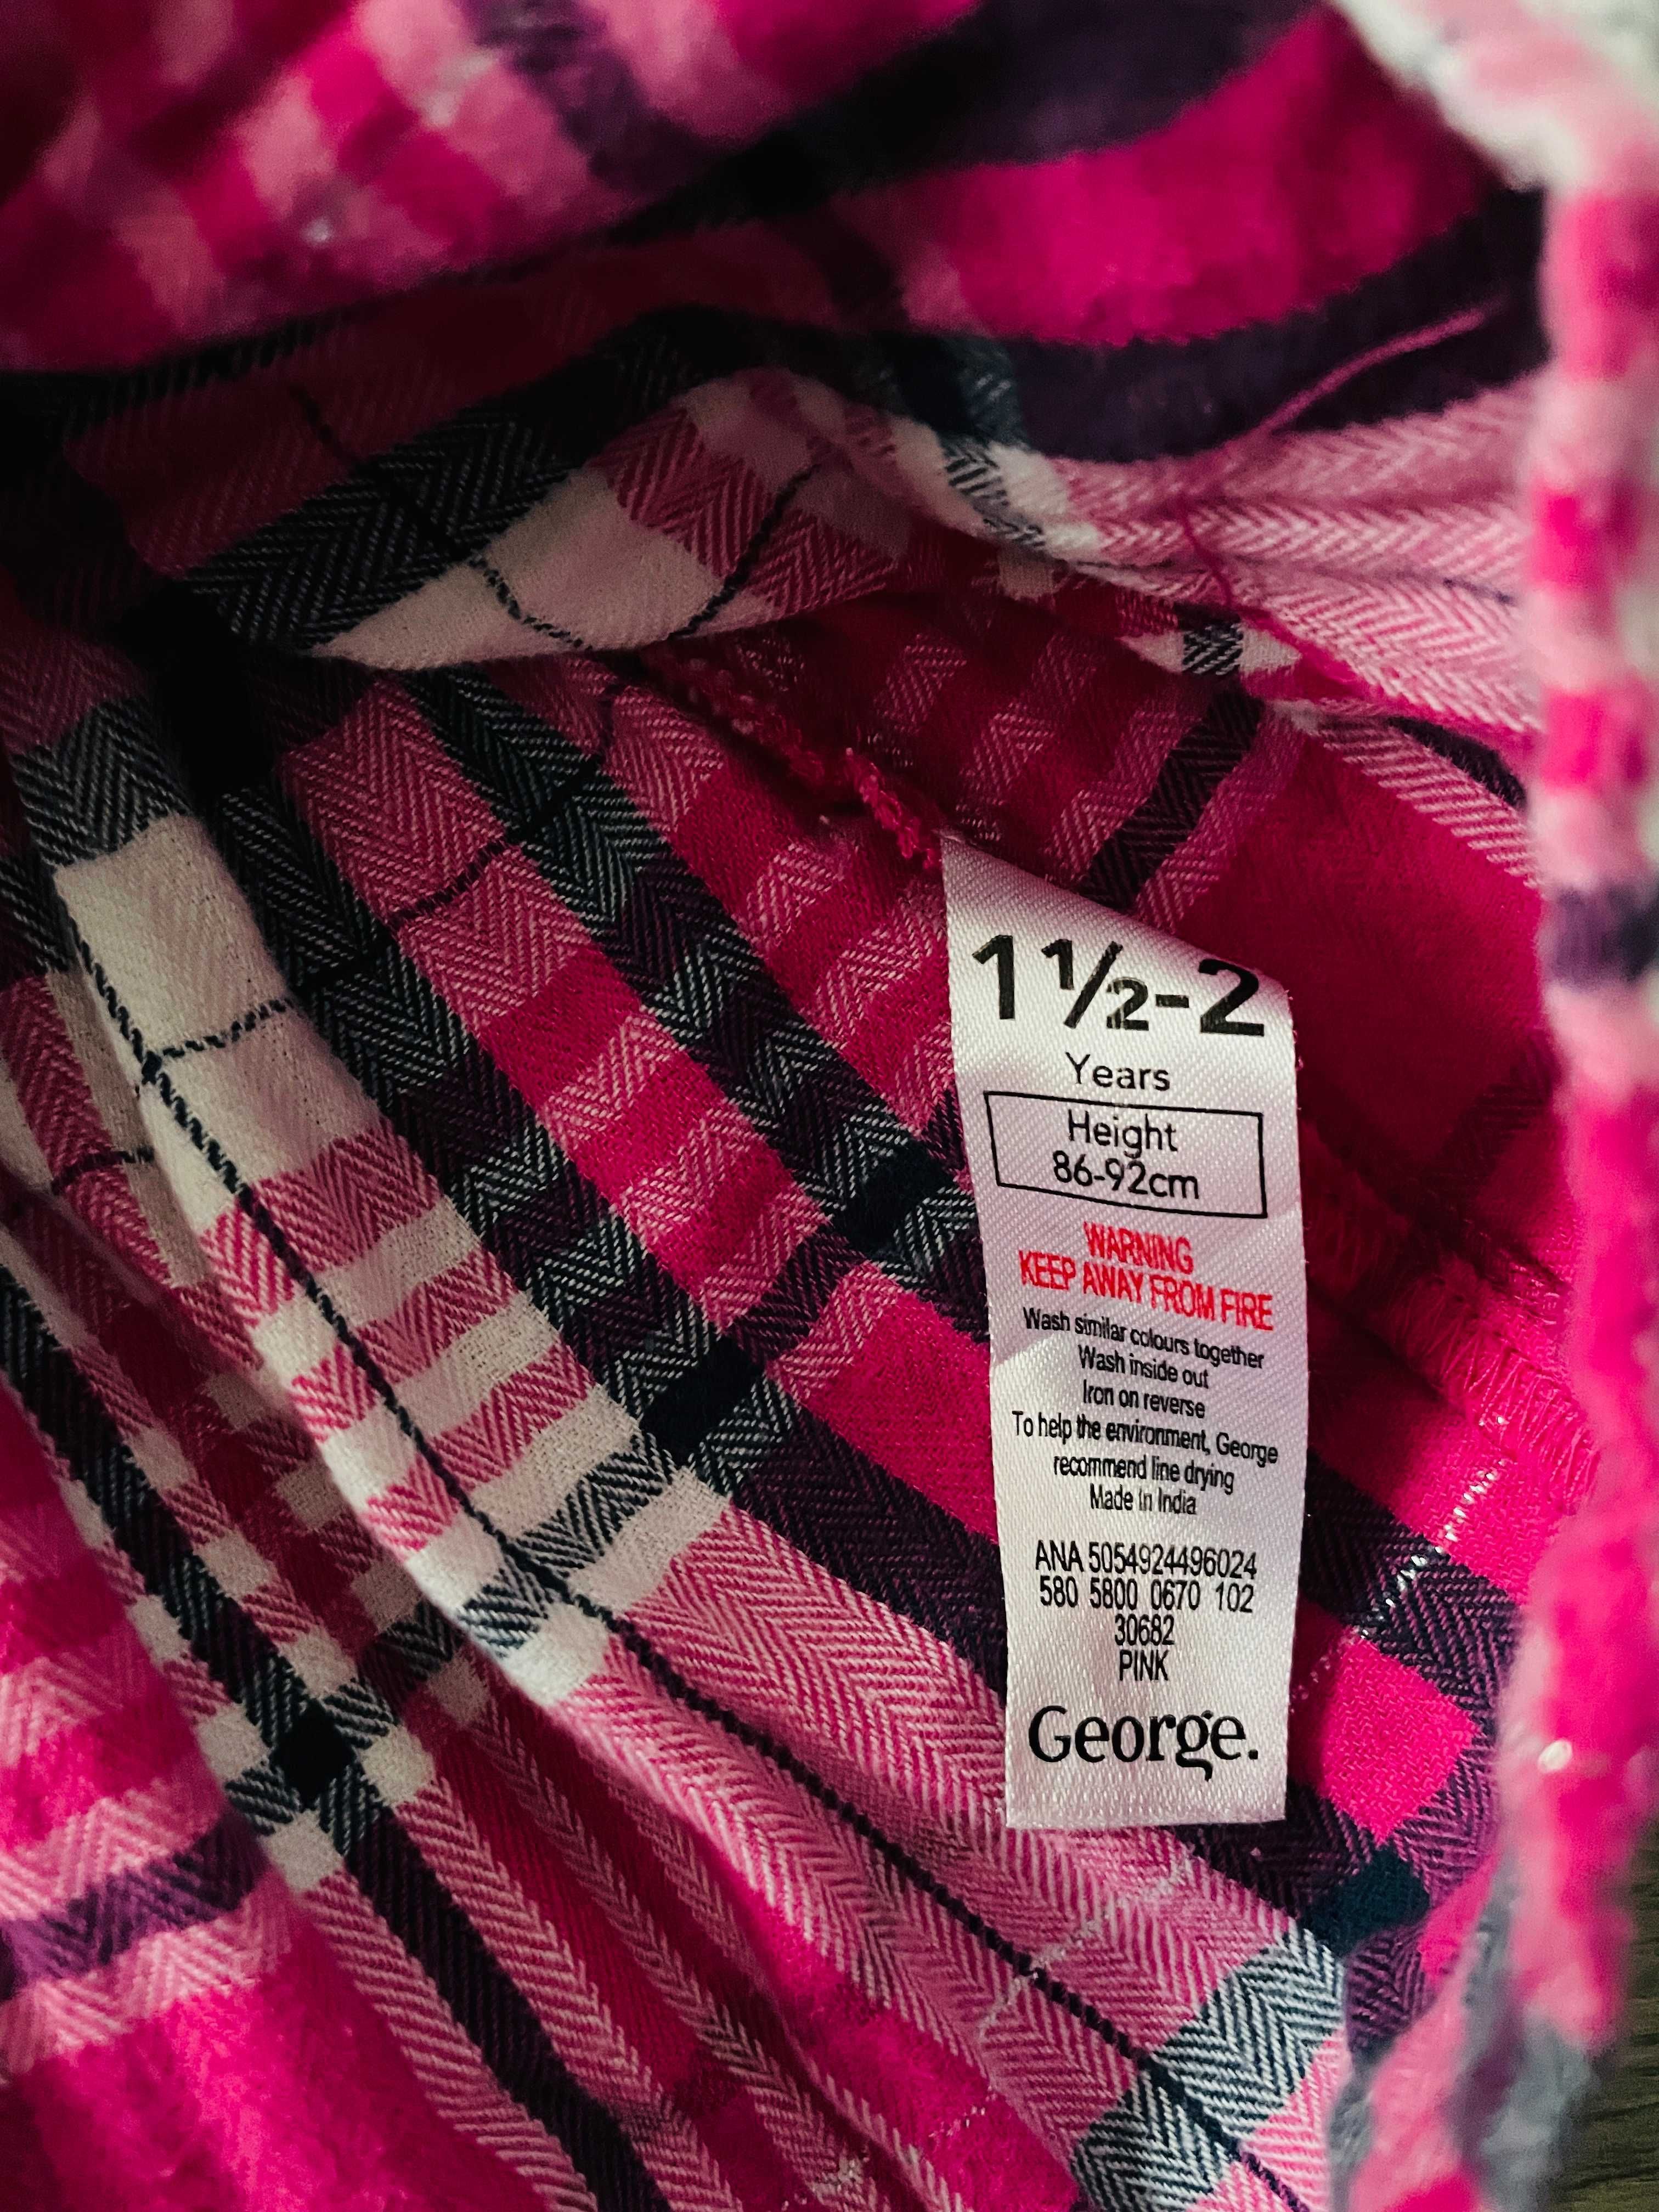 1½-2
Years
Height
86-92cm
WARNING
KEEP AWAY FROM FIRE
Wash similar colours together
Wash inside out
Iron on reverse
To help the environment, George
recommend line drying
Made In India
ANA 5054924496024
580 5800 0670 102
30682
PINK
George.